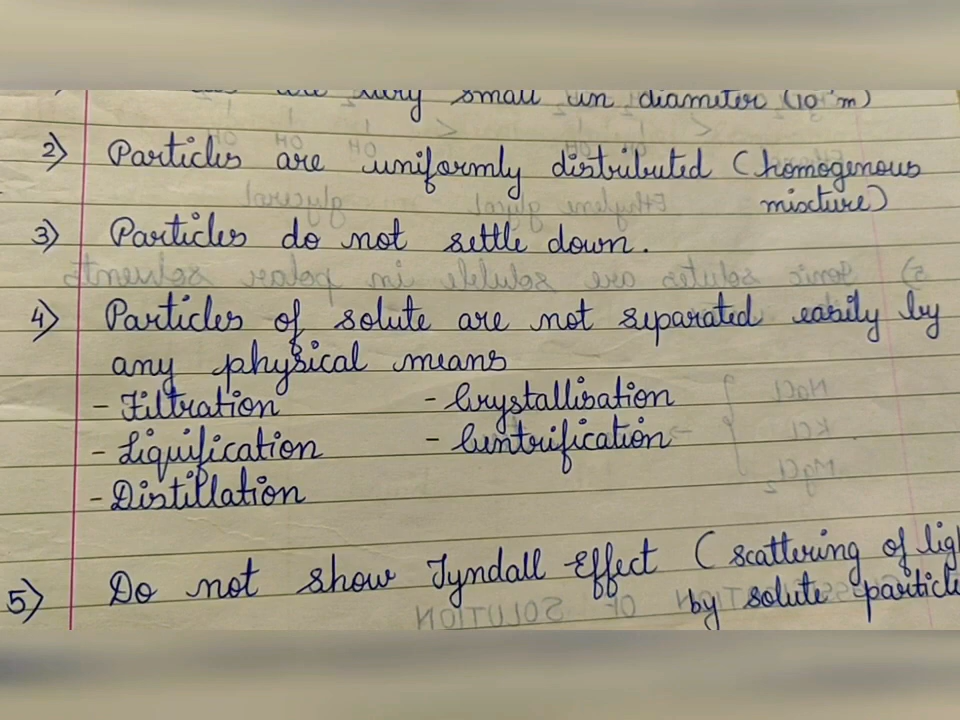 are very small in diameter (10 m)
2) Particles are uniformly distributed (homogenous
mixture)
3) Particles do not settle down.
4) Particles of solute are not separated easily by
any physical means
- Filtration - Crystallisation
- Liquification - Centrification
- Distillation
5) Do not show Tyndall Effect (scattering of lig
by solute particle